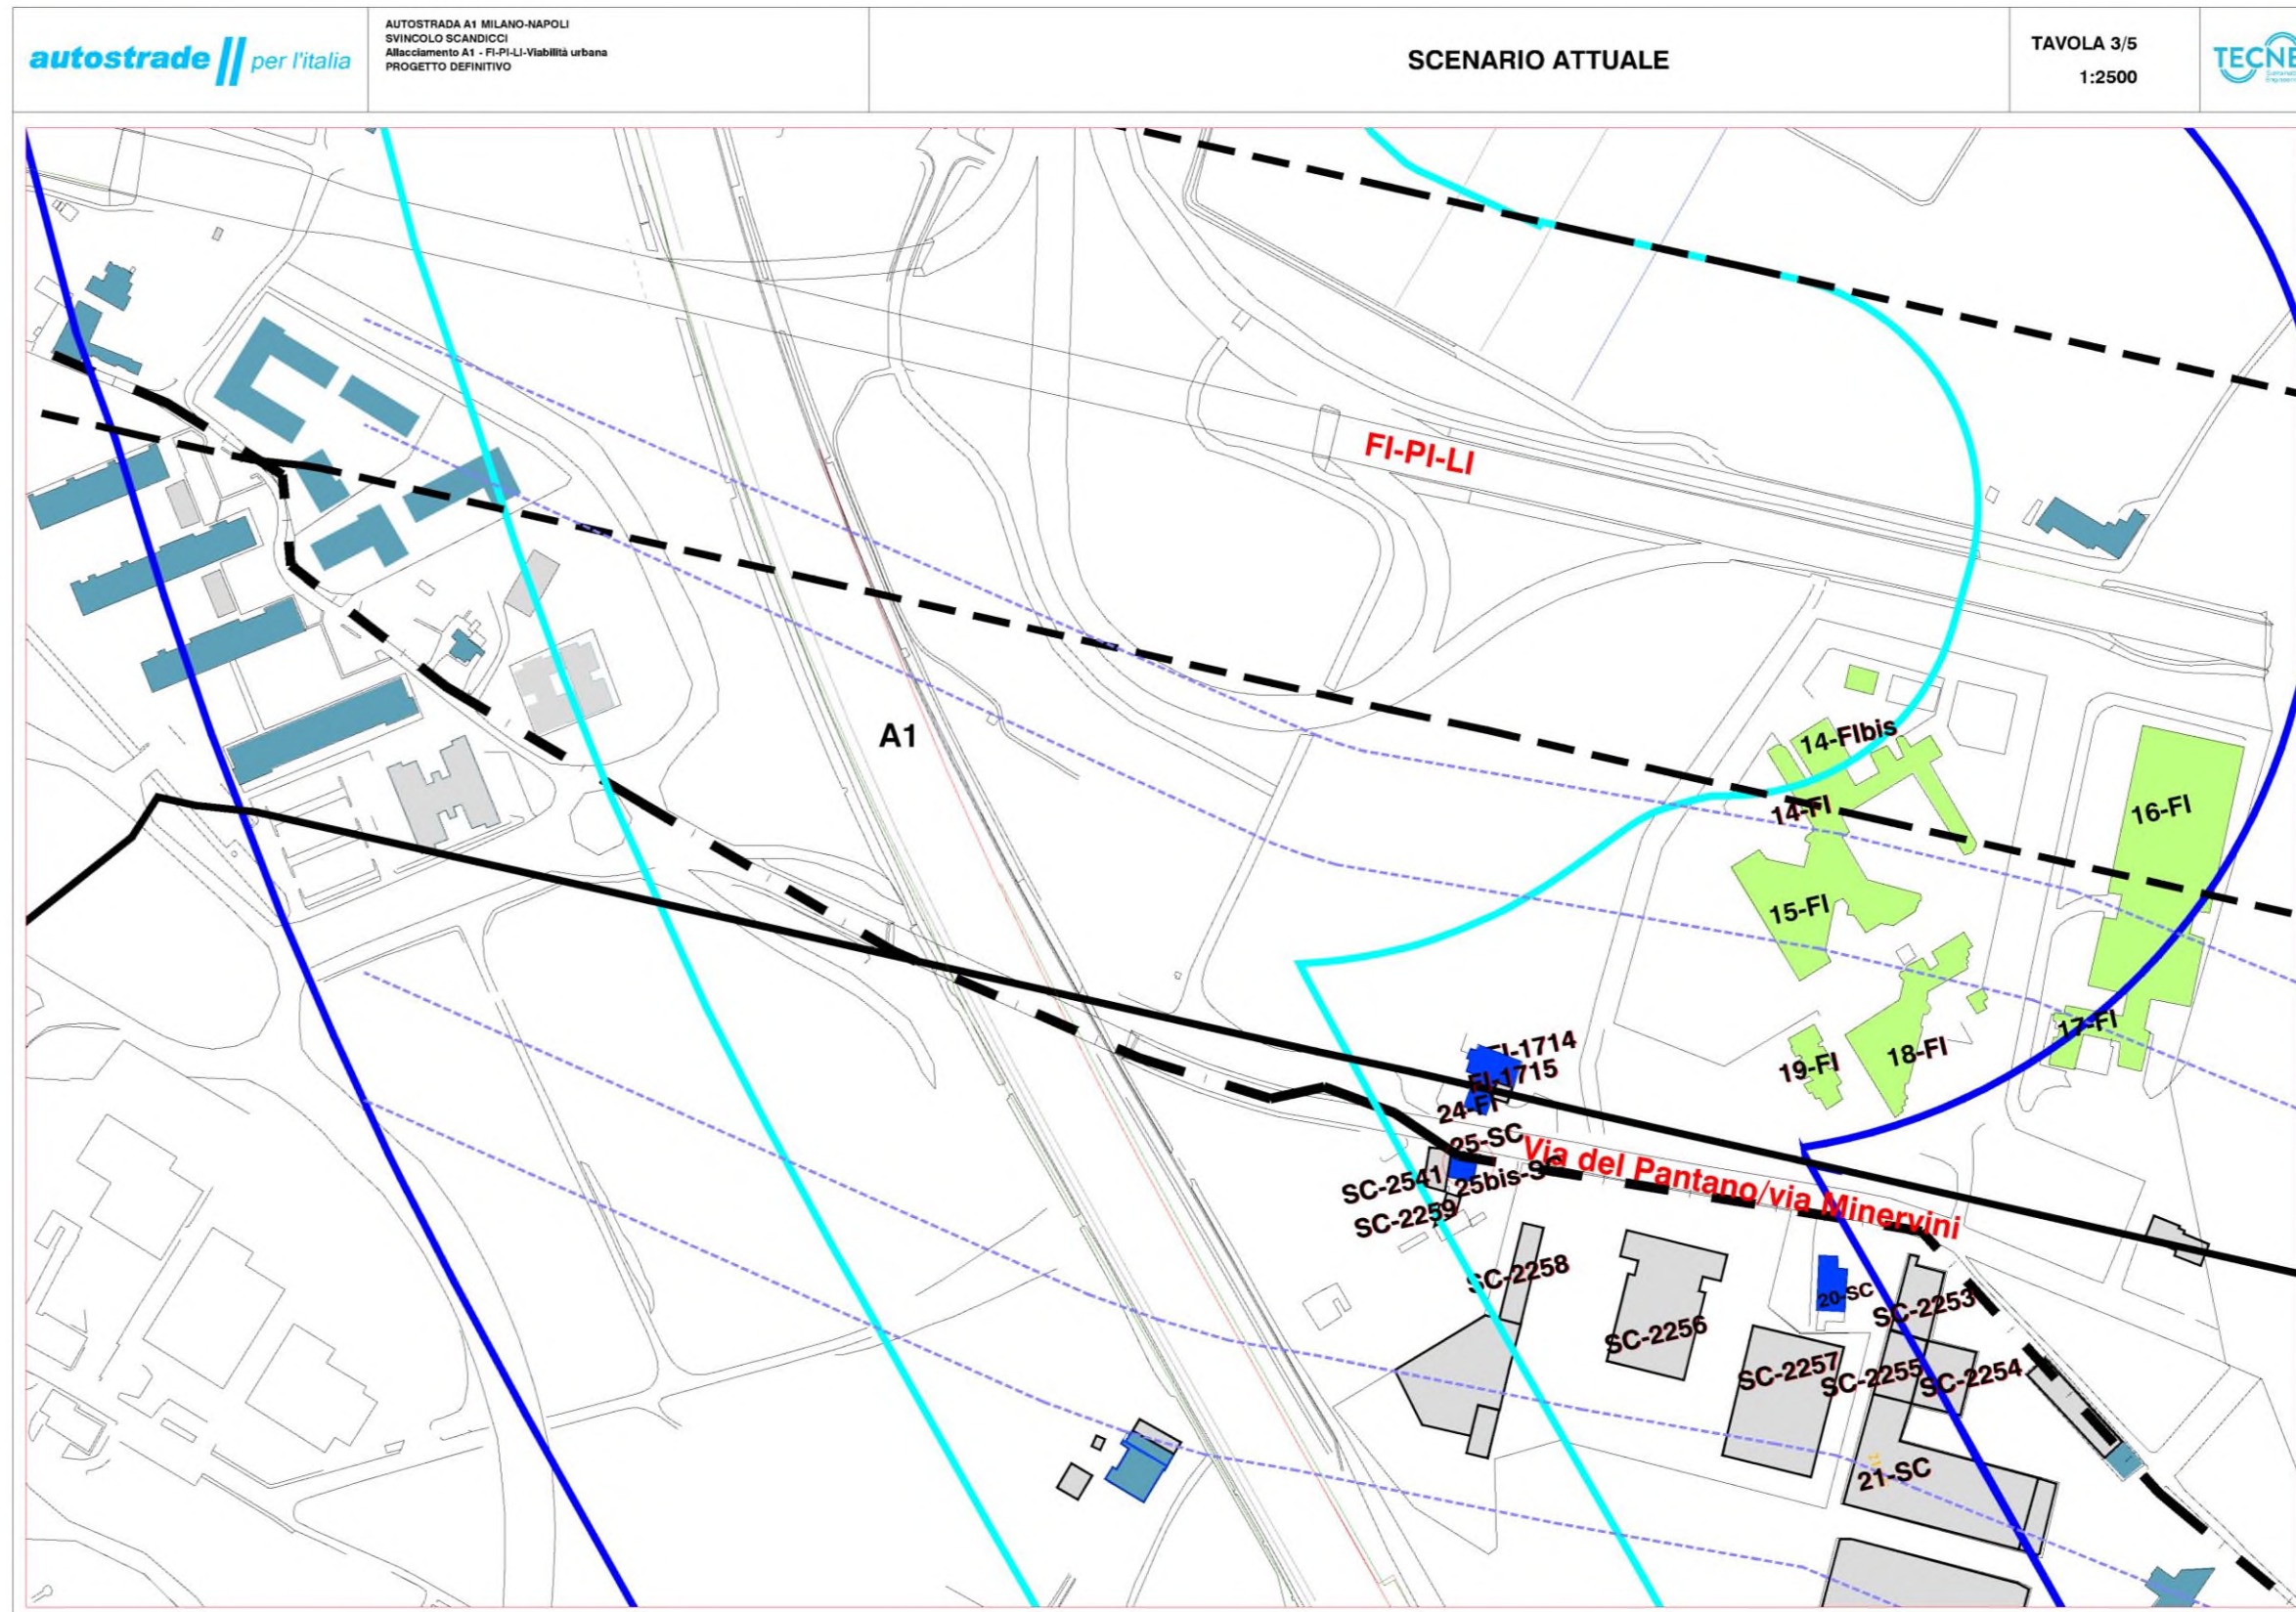 autostrade per l'italia
AUTOSTRADA A1 MILANO-NAPOLI
SVINCOLO SCANDICCI
Allacciamento A1 - FI-PI-LI-Viabilità urbana
PROGETTO DEFINITIVO
SCENARIO ATTUALE
TAVOLA 3/5
1:2500
TECNE
FI-PI-LI
A1
14-FIbis
14-FI
16-FI
15-FI
17-FI
18-FI
19-FI
FI-1714
FI-1715
24-FI
25-SC
Via del Pantano/via Minervini
SC-2541
25bis-SC
SC-2259
SC-2258
20-SC
SC-2253
SC-2256
SC-2257
SC-2255
SC-2254
21-SC